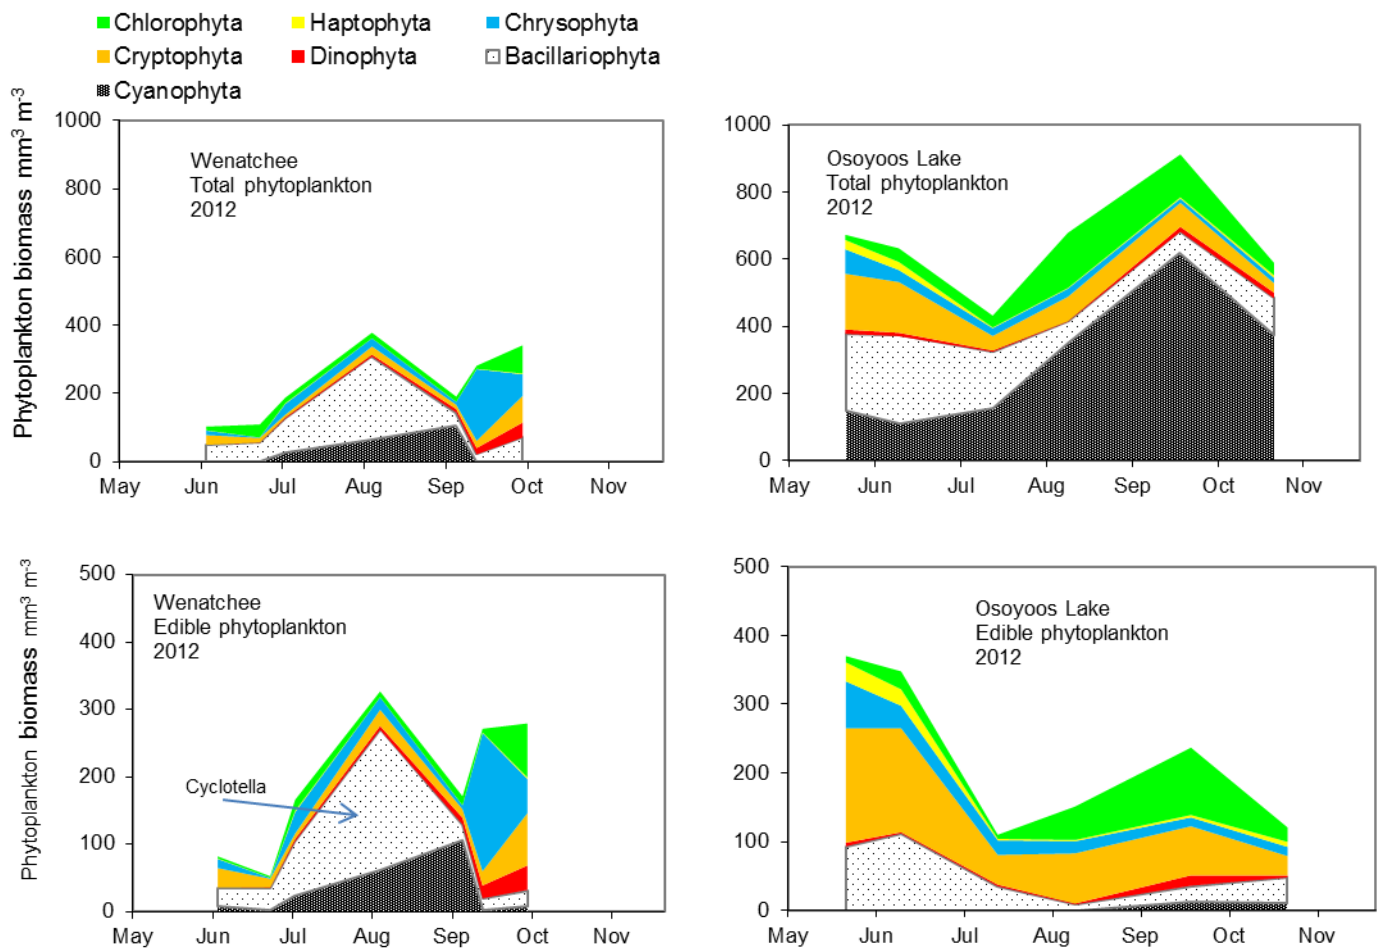 Chlorophyta Haptophyta Chrysophyta
Cryptophyta Dinophyta Bacillariophyta
Cyanophyta
Phytoplankton biomass mm³ m⁻³
1000
800
600
400
200
0
May Jun Jul Aug Sep Oct Nov
Wenatchee
Total phytoplankton
2012
1000
800
600
400
200
0
May Jun Jul Aug Sep Oct Nov
Osoyoos Lake
Total phytoplankton
2012
Phytoplankton biomass mm³ m⁻³
500
400
300
200
100
0
May Jun Jul Aug Sep Oct Nov
Wenatchee
Edible phytoplankton
2012
Cyclotella
500
400
300
200
100
0
May Jun Jul Aug Sep Oct Nov
Osoyoos Lake
Edible phytoplankton
2012